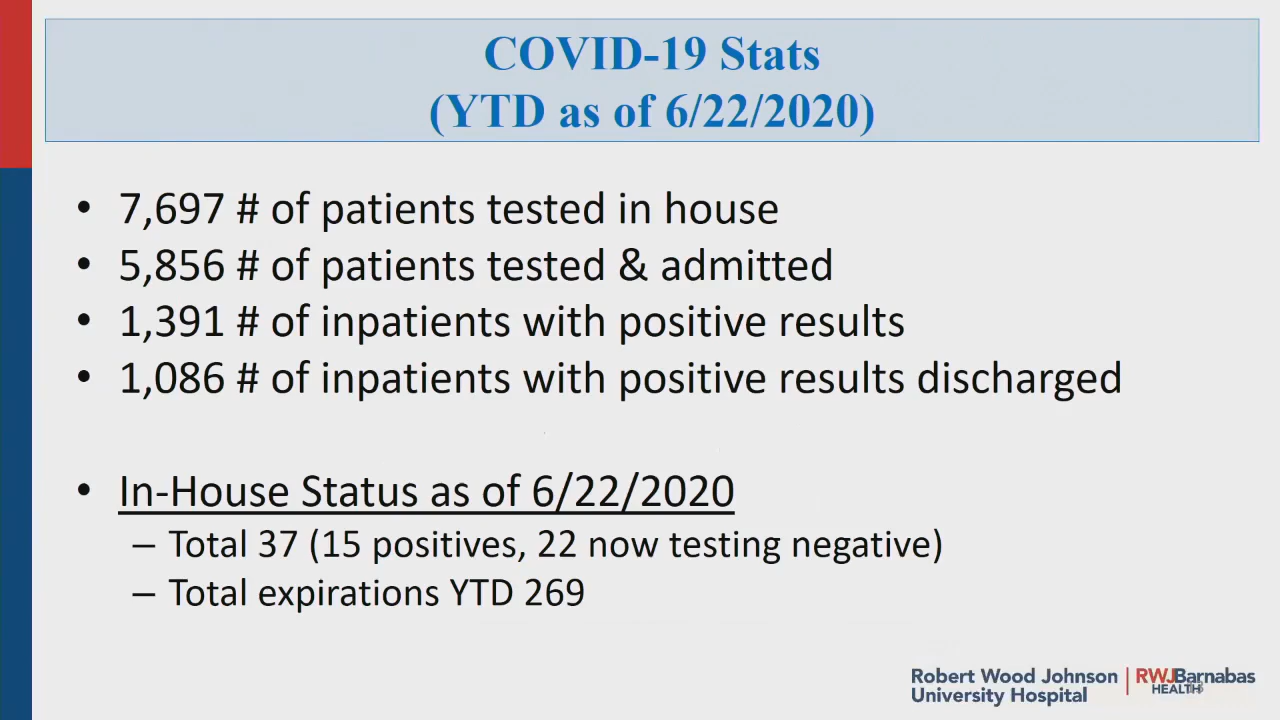 COVID-19 Stats
(YTD as of 6/22/2020)
• 7,697 # of patients tested in house
• 5,856 # of patients tested & admitted
• 1,391 # of inpatients with positive results
• 1,086 # of inpatients with positive results discharged
• In-House Status as of 6/22/2020
– Total 37 (15 positives, 22 now testing negative)
– Total expirations YTD 269
Robert Wood Johnson | RWJBarnabas
University Hospital HEALTH